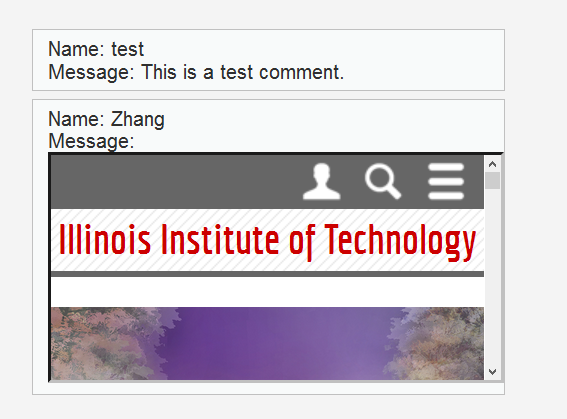 Name: test
Message: This is a test comment.
Name: Zhang
Message:
Illinois Institute of Technology